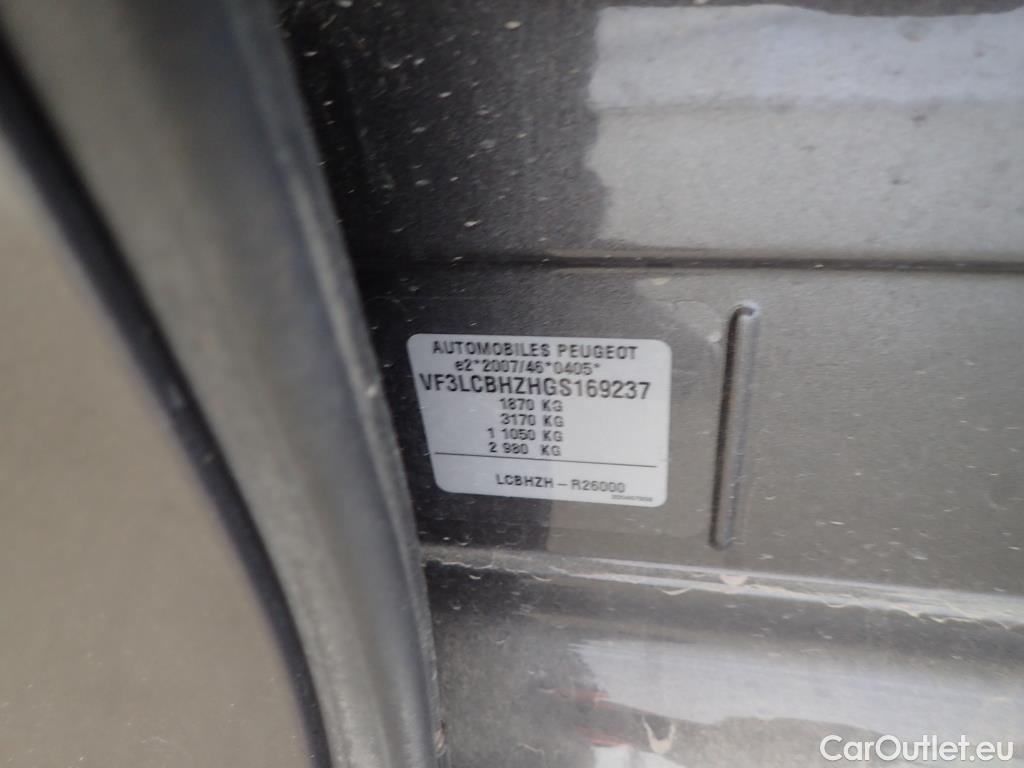 AUTOMOBILES PEUGEOT
e2*2007/46*0405*
VF3LCBHZHGS169237
1870 KG
3170 KG
1 1050 KG
2 980 KG
LCBHZH – R26000
CarOutlet.eu